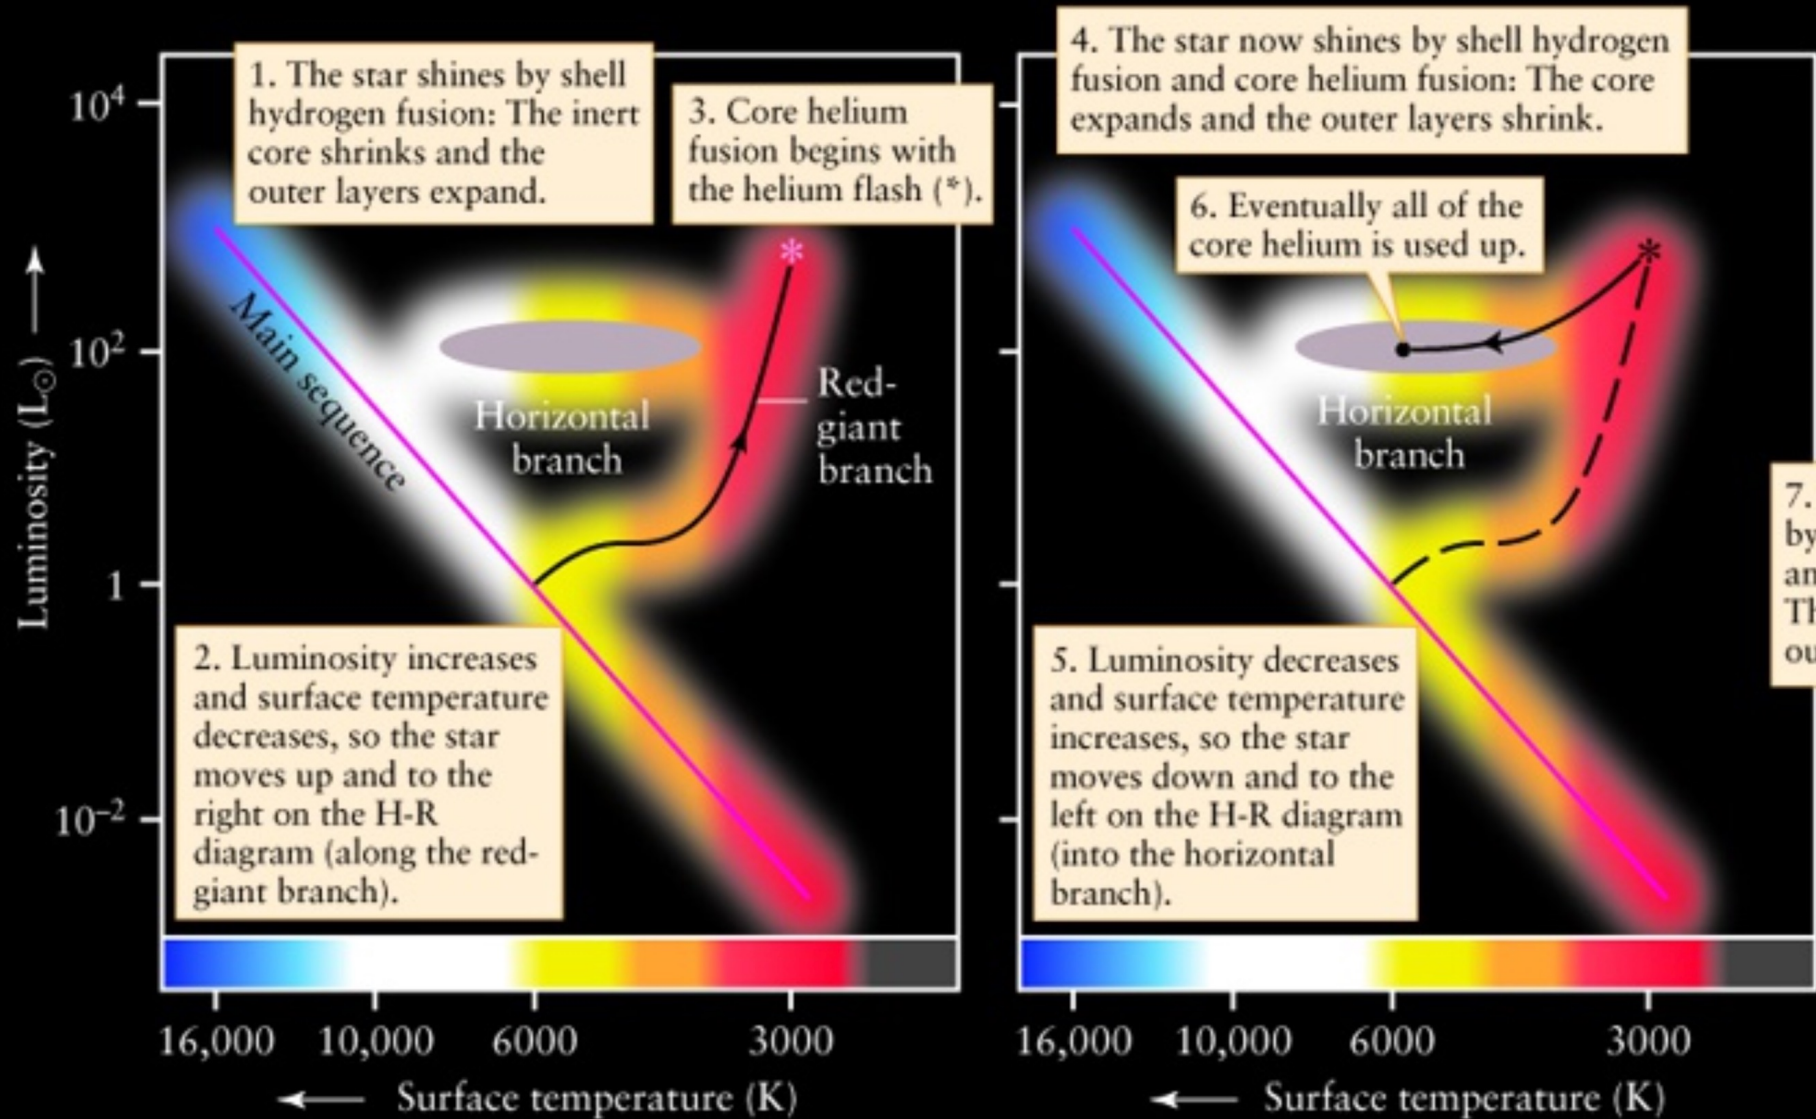 1. The star shines by shell
hydrogen fusion: The inert
core shrinks and the
outer layers expand.
3. Core helium
fusion begins with
the helium flash (*).
10⁴
10²
1
10⁻²
Luminosity (L☉)
Main sequence
*
Horizontal
branch
Red-
giant
branch
2. Luminosity increases
and surface temperature
decreases, so the star
moves up and to the
right on the H-R
diagram (along the red-
giant branch).
16,000 10,000 6000 3000
Surface temperature (K)
4. The star now shines by shell hydrogen
fusion and core helium fusion: The core
expands and the outer layers shrink.
6. Eventually all of the
core helium is used up.
*
Horizontal
branch
5. Luminosity decreases
and surface temperature
increases, so the star
moves down and to the
left on the H-R diagram
(into the horizontal
branch).
16,000 10,000 6000 3000
Surface temperature (K)
7.
by